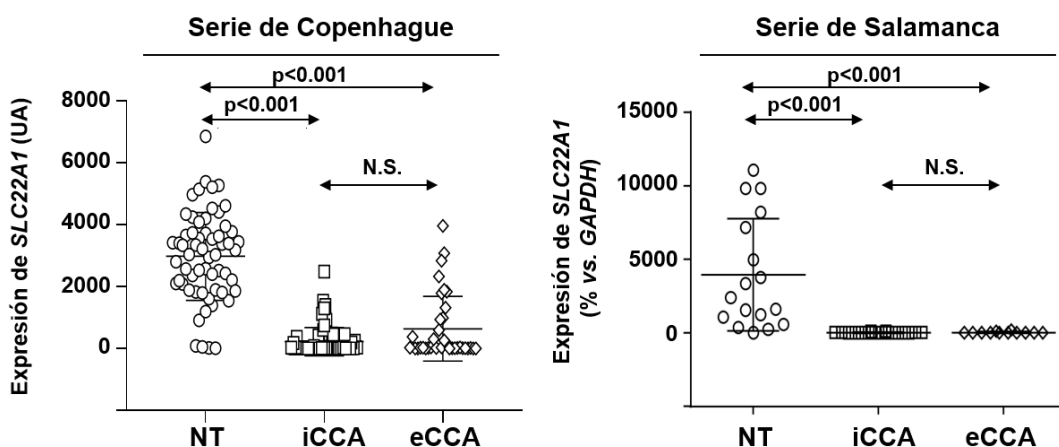 Serie de Copenhague
p<0.001
p<0.001
N.S.
Expresión de SLC22A1 (UA)
8000
6000
4000
2000
0
NT
iCCA
eCCA
Serie de Salamanca
p<0.001
p<0.001
N.S.
Expresión de SLC22A1
(% vs. GAPDH)
15000
10000
5000
0
NT
iCCA
eCCA